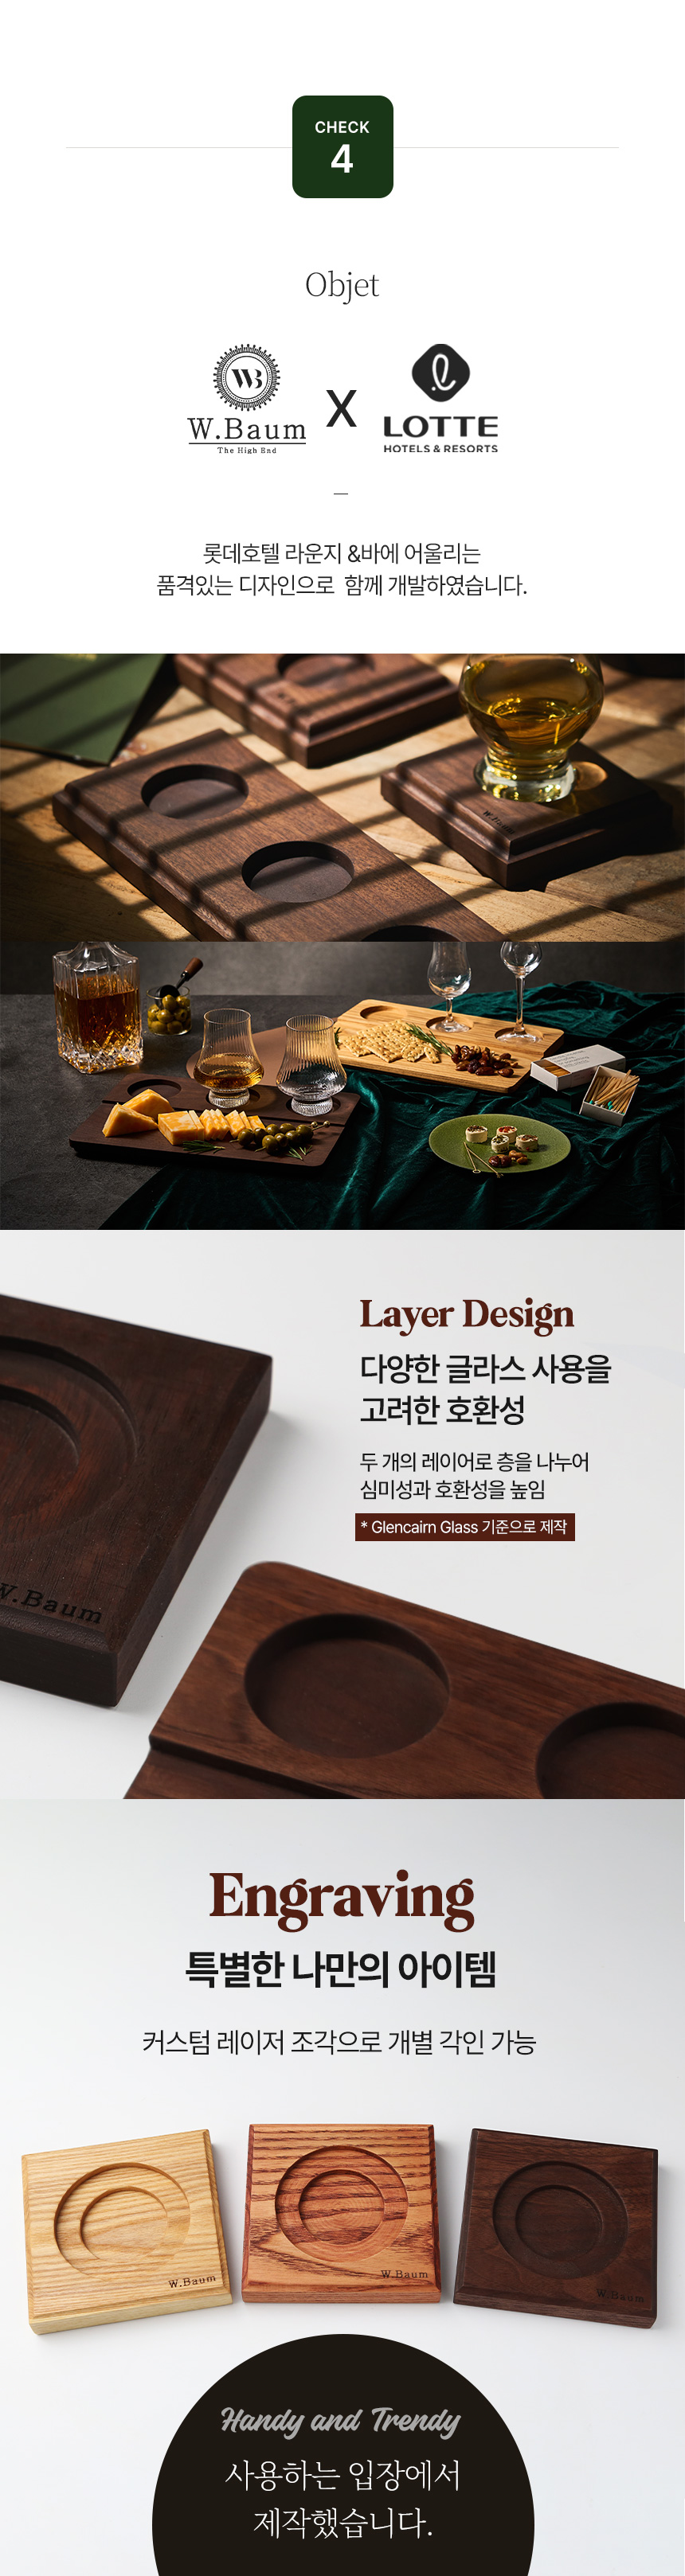 CHECK
4
Objet
WB
W.Baum
The High End
X
LOTTE
HOTELS & RESORTS
롯데호텔 라운지 &바에 어울리는
품격있는 디자인으로 함께 개발하였습니다.
W.Baum
Layer Design
다양한 글라스 사용을
고려한 호환성
두 개의 레이어로 층을 나누어
심미성과 호환성을 높임
* Glencairn Glass 기준으로 제작
W.Baum
Engraving
특별한 나만의 아이템
커스텀 레이저 조각으로 개별 각인 가능
W.Baum
W.Baum
W.Baum
Handy and Trendy
사용하는 입장에서
제작했습니다.